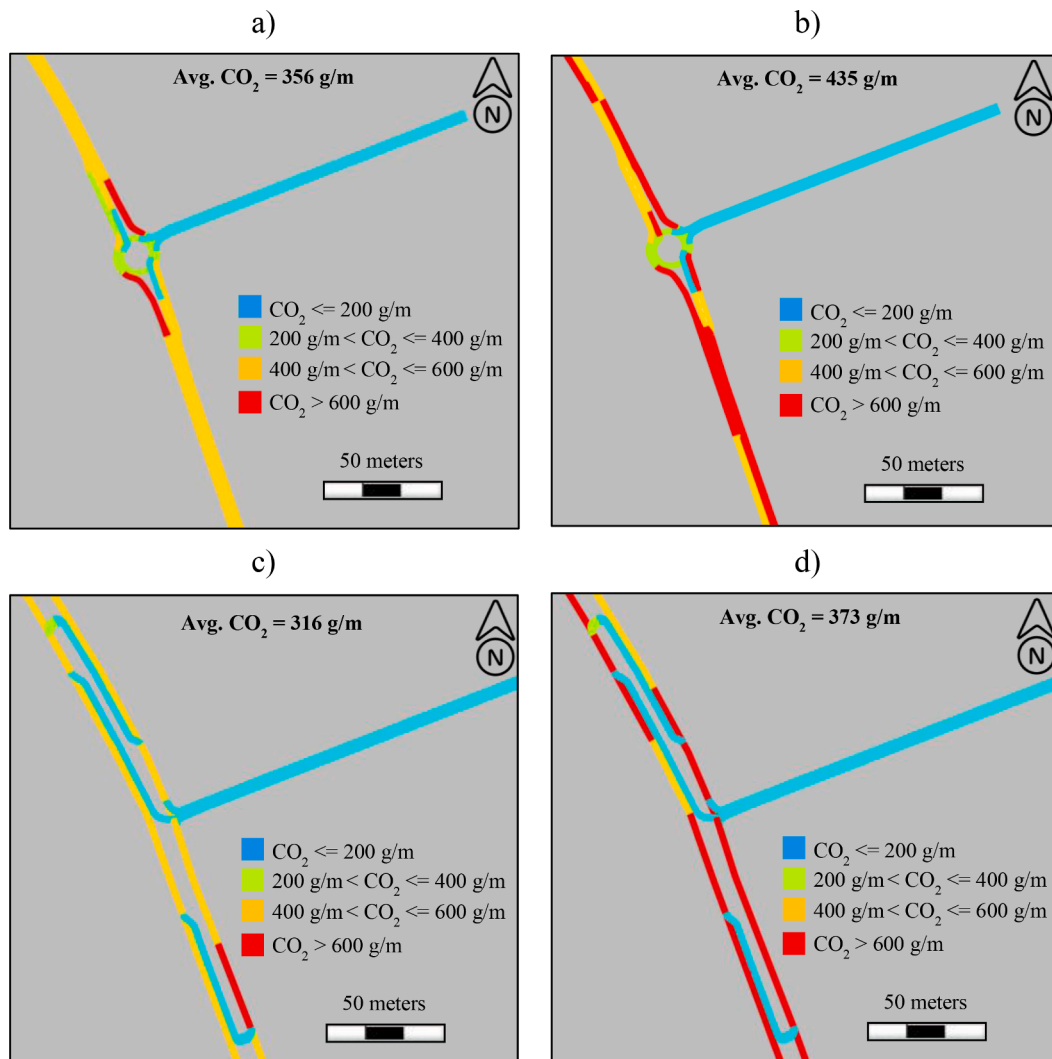 a)
Avg. CO₂ = 356 g/m
N
CO₂ <= 200 g/m
200 g/m < CO₂ <= 400 g/m
400 g/m < CO₂ <= 600 g/m
CO₂ > 600 g/m
50 meters
b)
Avg. CO₂ = 435 g/m
N
CO₂ <= 200 g/m
200 g/m < CO₂ <= 400 g/m
400 g/m < CO₂ <= 600 g/m
CO₂ > 600 g/m
50 meters
c)
Avg. CO₂ = 316 g/m
N
CO₂ <= 200 g/m
200 g/m < CO₂ <= 400 g/m
400 g/m < CO₂ <= 600 g/m
CO₂ > 600 g/m
50 meters
d)
Avg. CO₂ = 373 g/m
N
CO₂ <= 200 g/m
200 g/m < CO₂ <= 400 g/m
400 g/m < CO₂ <= 600 g/m
CO₂ > 600 g/m
50 meters